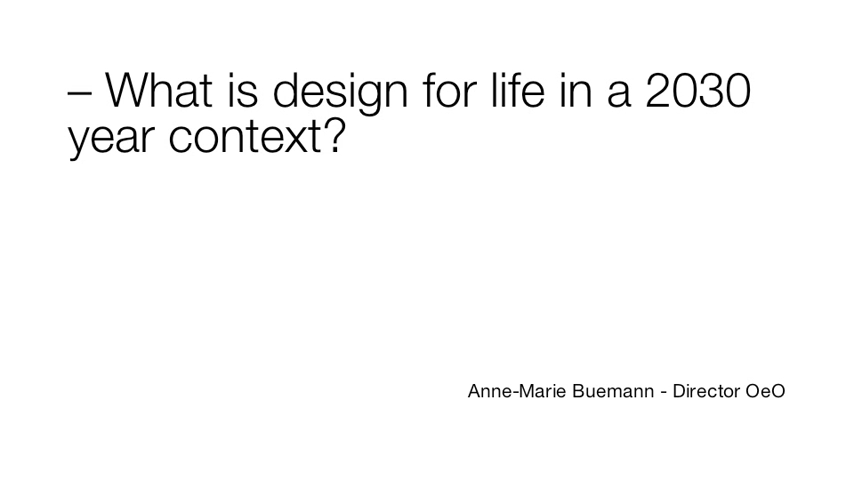 – What is design for life in a 2030
year context?
Anne-Marie Buemann - Director OeO